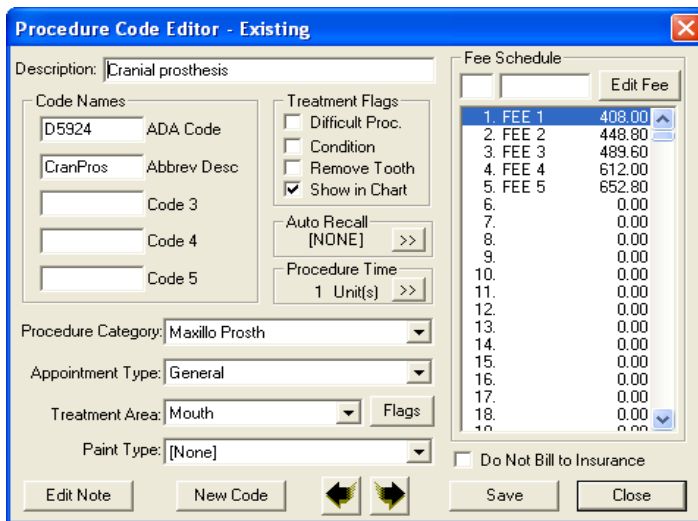 Procedure Code Editor - Existing
Description: Cranial prosthesis
Code Names
D5924 ADA Code
CranPros Abbrev Desc
Code 3
Code 4
Code 5
Treatment Flags
Difficult Proc.
Condition
Remove Tooth
Show in Chart
Auto Recall
[NONE] >>
Procedure Time
1 Unit(s) >>
Procedure Category: Maxillo Prosth
Appointment Type: General
Treatment Area: Mouth Flags
Paint Type: [None]
Edit Note New Code
Fee Schedule
Edit Fee
1. FEE 1 408.00
2. FEE 2 448.80
3. FEE 3 489.60
4. FEE 4 612.00
5. FEE 5 652.80
6. 0.00
7. 0.00
8. 0.00
9. 0.00
10. 0.00
11. 0.00
12. 0.00
13. 0.00
14. 0.00
15. 0.00
16. 0.00
17. 0.00
18. 0.00
Do Not Bill to Insurance
Save Close